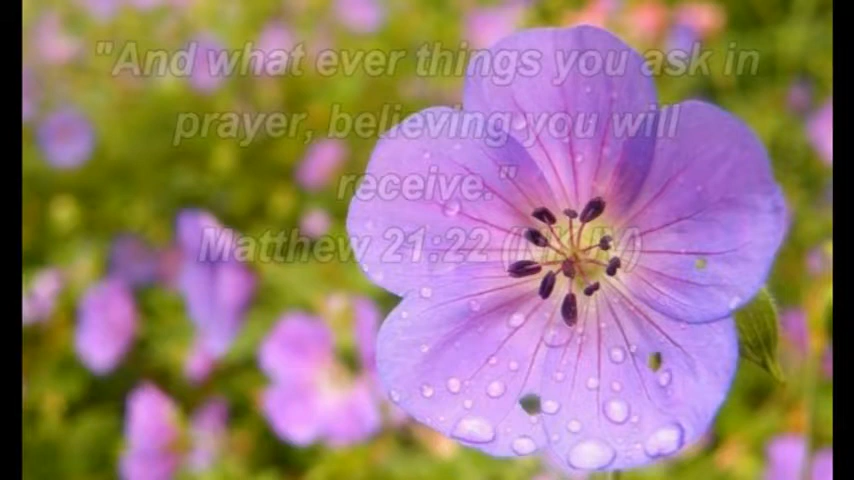 "And what ever things you ask in
prayer, believing you will
receive."
Matthew 21:22